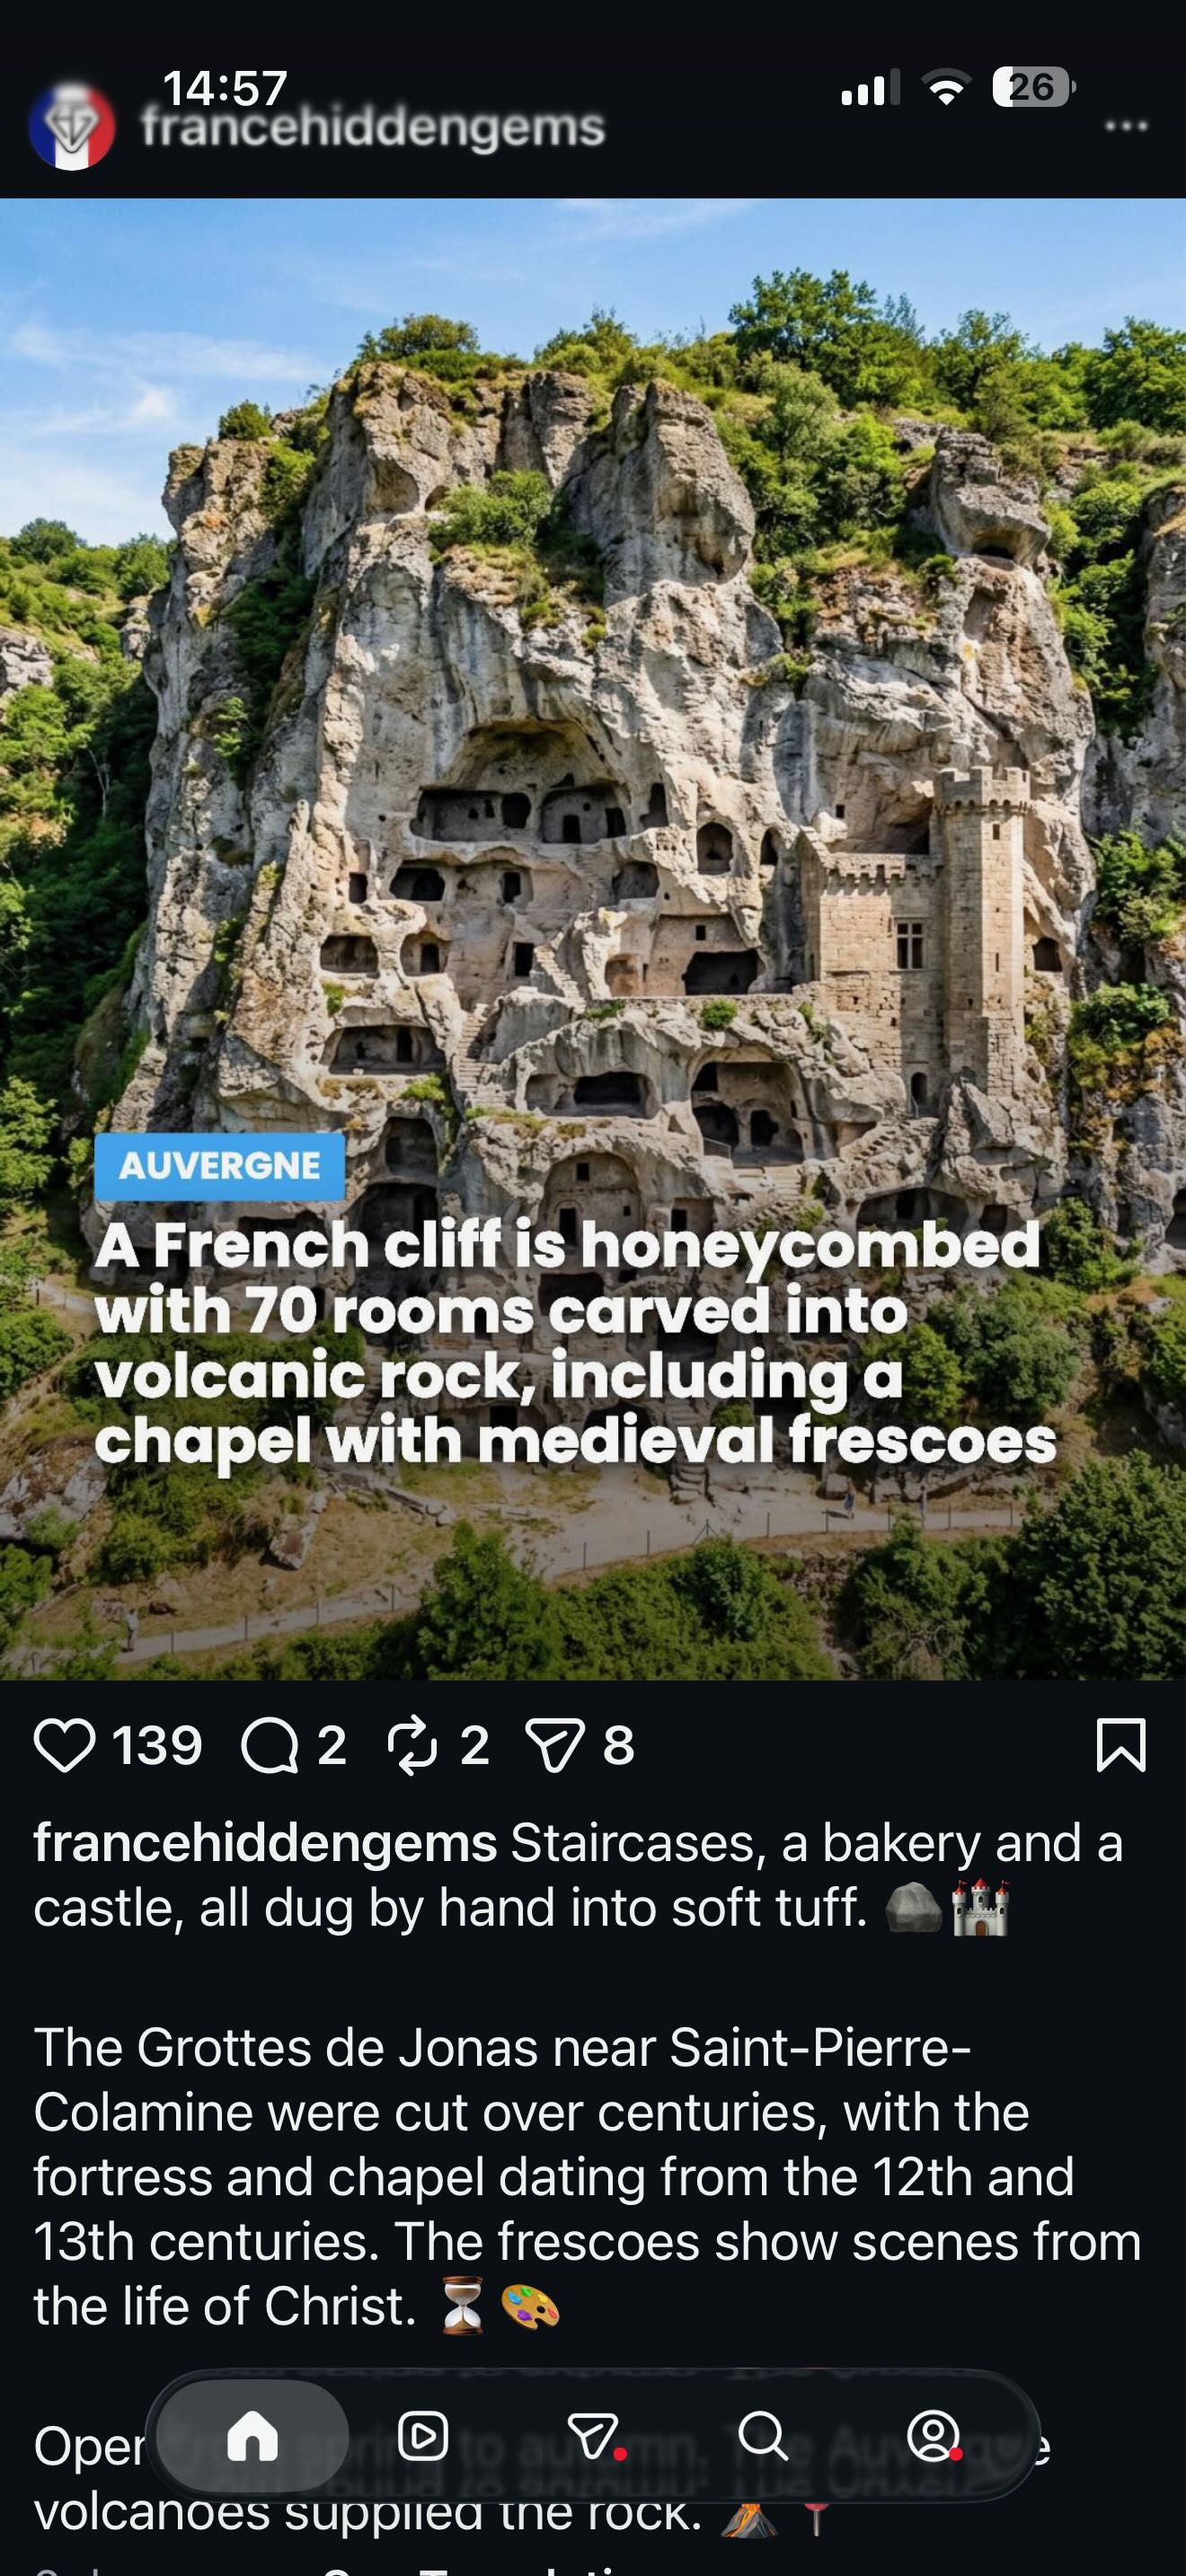 14:57
26
francehiddengems
AUVERGNE
A French cliff is honeycombed
with 70 rooms carved into
volcanic rock, including a
chapel with medieval frescoes
139 2 2 8
francehiddengems Staircases, a bakery and a
castle, all dug by hand into soft tuff. 🪨🏰
The Grottes de Jonas near Saint-Pierre-
Colamine were cut over centuries, with the
fortress and chapel dating from the 12th and
13th centuries. The frescoes show scenes from
the life of Christ. ⏳🎨
to autumn. The
volcanoes supplied the rock. 🌋📍